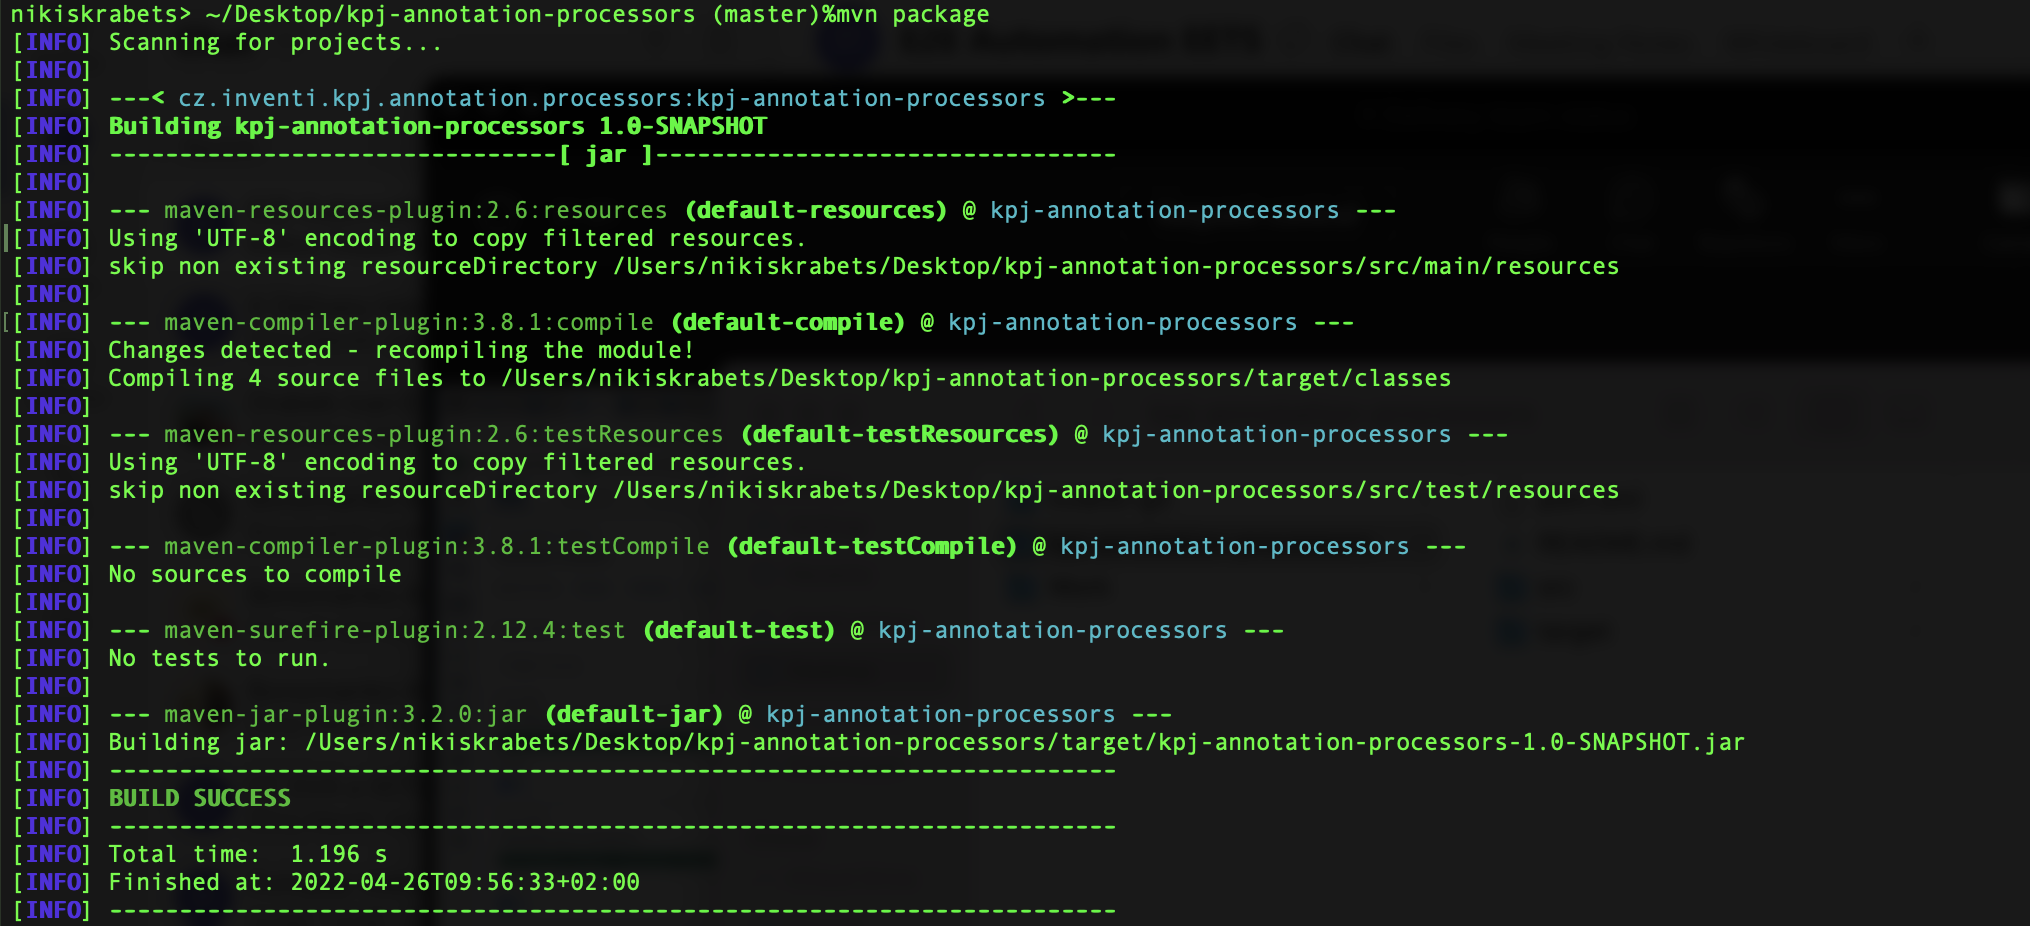 nikiskrabets> ~/Desktop/kpj-annotation-processors (master)%mvn package
[INFO] Scanning for projects...
[INFO]
[INFO] ---< cz.inventi.kpj.annotation.processors:kpj-annotation-processors >---
[INFO] Building kpj-annotation-processors 1.0-SNAPSHOT
[INFO] --------------------------------[ jar ]---------------------------------
[INFO]
[INFO] --- maven-resources-plugin:2.6:resources (default-resources) @ kpj-annotation-processors ---
[INFO] Using 'UTF-8' encoding to copy filtered resources.
[INFO] skip non existing resourceDirectory /Users/nikiskrabets/Desktop/kpj-annotation-processors/src/main/resources
[INFO]
[INFO] --- maven-compiler-plugin:3.8.1:compile (default-compile) @ kpj-annotation-processors ---
[INFO] Changes detected - recompiling the module!
[INFO] Compiling 4 source files to /Users/nikiskrabets/Desktop/kpj-annotation-processors/target/classes
[INFO]
[INFO] --- maven-resources-plugin:2.6:testResources (default-testResources) @ kpj-annotation-processors ---
[INFO] Using 'UTF-8' encoding to copy filtered resources.
[INFO] skip non existing resourceDirectory /Users/nikiskrabets/Desktop/kpj-annotation-processors/src/test/resources
[INFO]
[INFO] --- maven-compiler-plugin:3.8.1:testCompile (default-testCompile) @ kpj-annotation-processors ---
[INFO] No sources to compile
[INFO]
[INFO] --- maven-surefire-plugin:2.12.4:test (default-test) @ kpj-annotation-processors ---
[INFO] No tests to run.
[INFO]
[INFO] --- maven-jar-plugin:3.2.0:jar (default-jar) @ kpj-annotation-processors ---
[INFO] Building jar: /Users/nikiskrabets/Desktop/kpj-annotation-processors/target/kpj-annotation-processors-1.0-SNAPSHOT.jar
[INFO] ------------------------------------------------------------------------
[INFO] BUILD SUCCESS
[INFO] ------------------------------------------------------------------------
[INFO] Total time:  1.196 s
[INFO] Finished at: 2022-04-26T09:56:33+02:00
[INFO] ------------------------------------------------------------------------